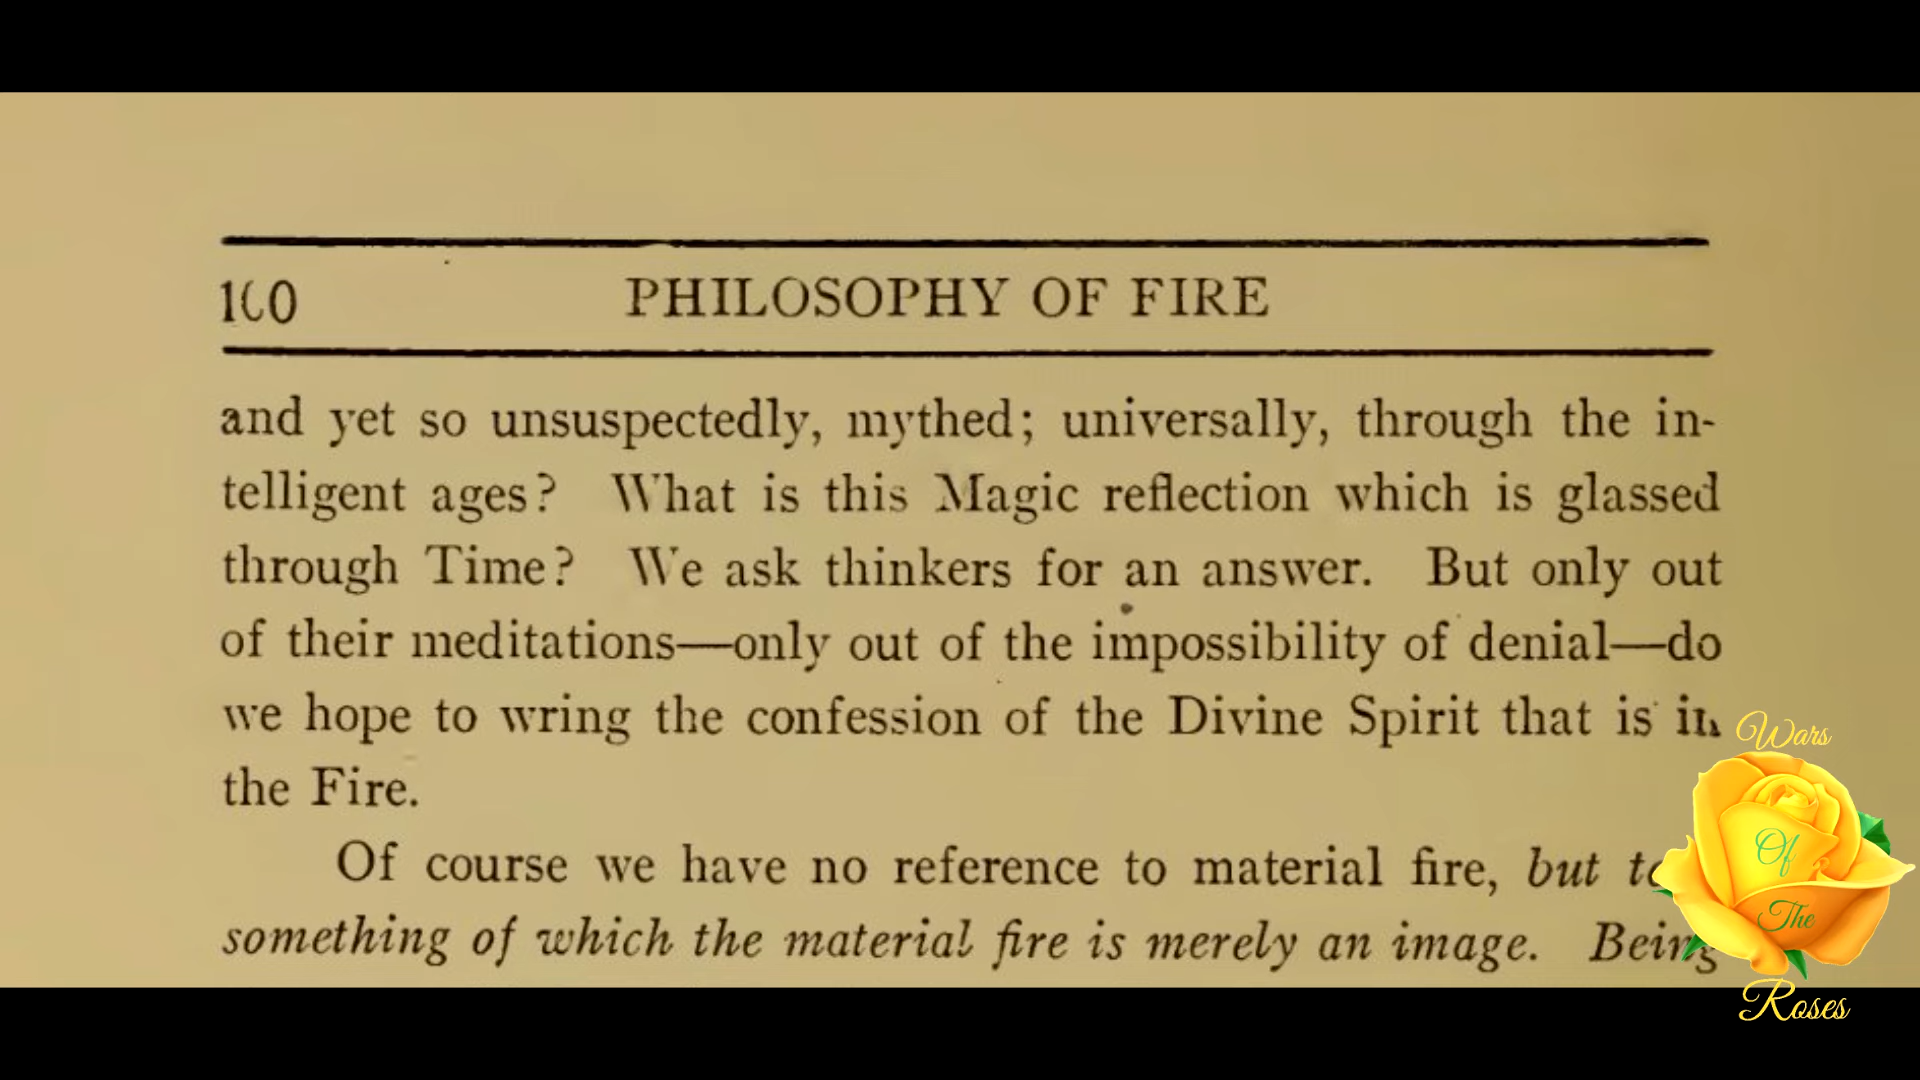 160 PHILOSOPHY OF FIRE
and yet so unsuspectedly, mythed; universally, through the in-
telligent ages? What is this Magic reflection which is glassed
through Time? We ask thinkers for an answer. But only out
of their meditations—only out of the impossibility of denial—do
we hope to wring the confession of the Divine Spirit that is in
the Fire.
Of course we have no reference to material fire, but to
something of which the material fire is merely an image. Being
Wars
Of
The
Roses